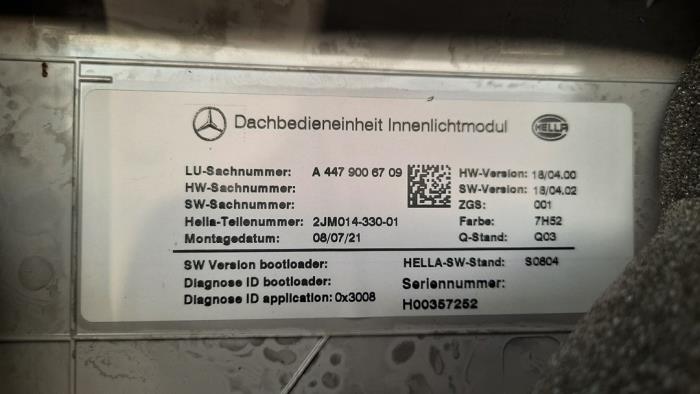 Dachbedieneinheit Innenlichtmodul HELLA
LU-Sachnummer: A 447 900 6709 HW-Version: 18/04.00
HW-Sachnummer: SW-Version: 18/04.02
SW-Sachnummer: ZGS: 001
Hella-Teilenummer: 2JM014-330-01 Farbe: 7H52
Montagedatum: 08/07/21 Q-Stand: Q03
SW Version bootloader: HELLA-SW-Stand: S0804
Diagnose ID bootloader: Seriennummer:
Diagnose ID application: 0x3008 H00357252